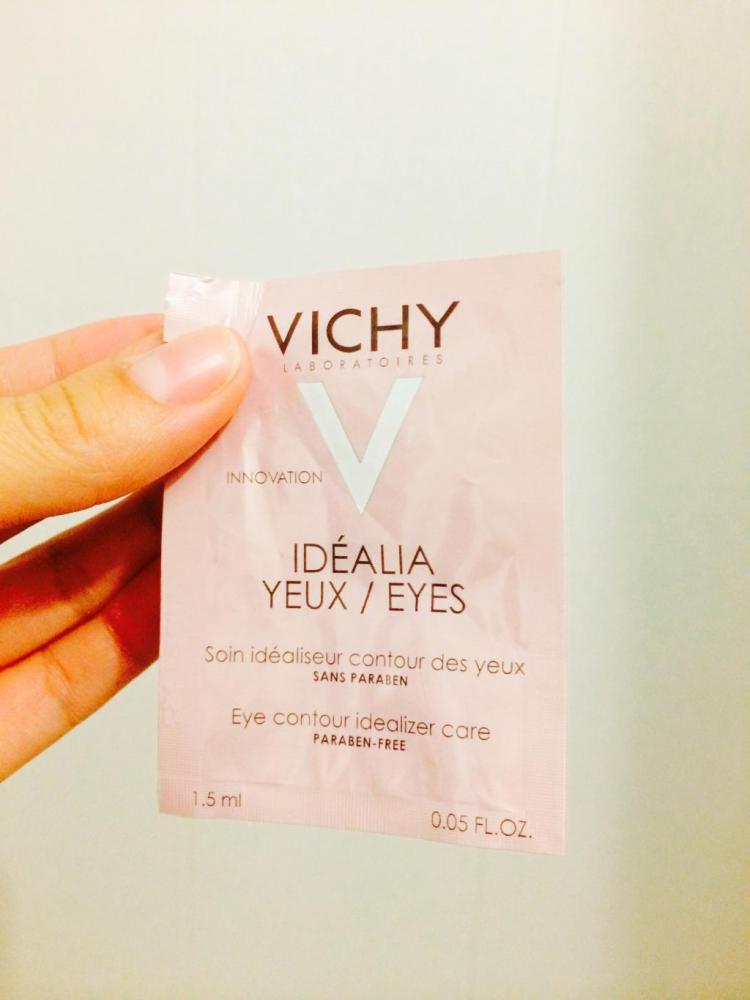 VICHY
LABORATOIRES
V
INNOVATION
IDÉALIA
YEUX / EYES
Soin idéaliseur contour des yeux
SANS PARABEN
Eye contour idealizer care
PARABEN-FREE
1.5 ml
0.05 FL.OZ.